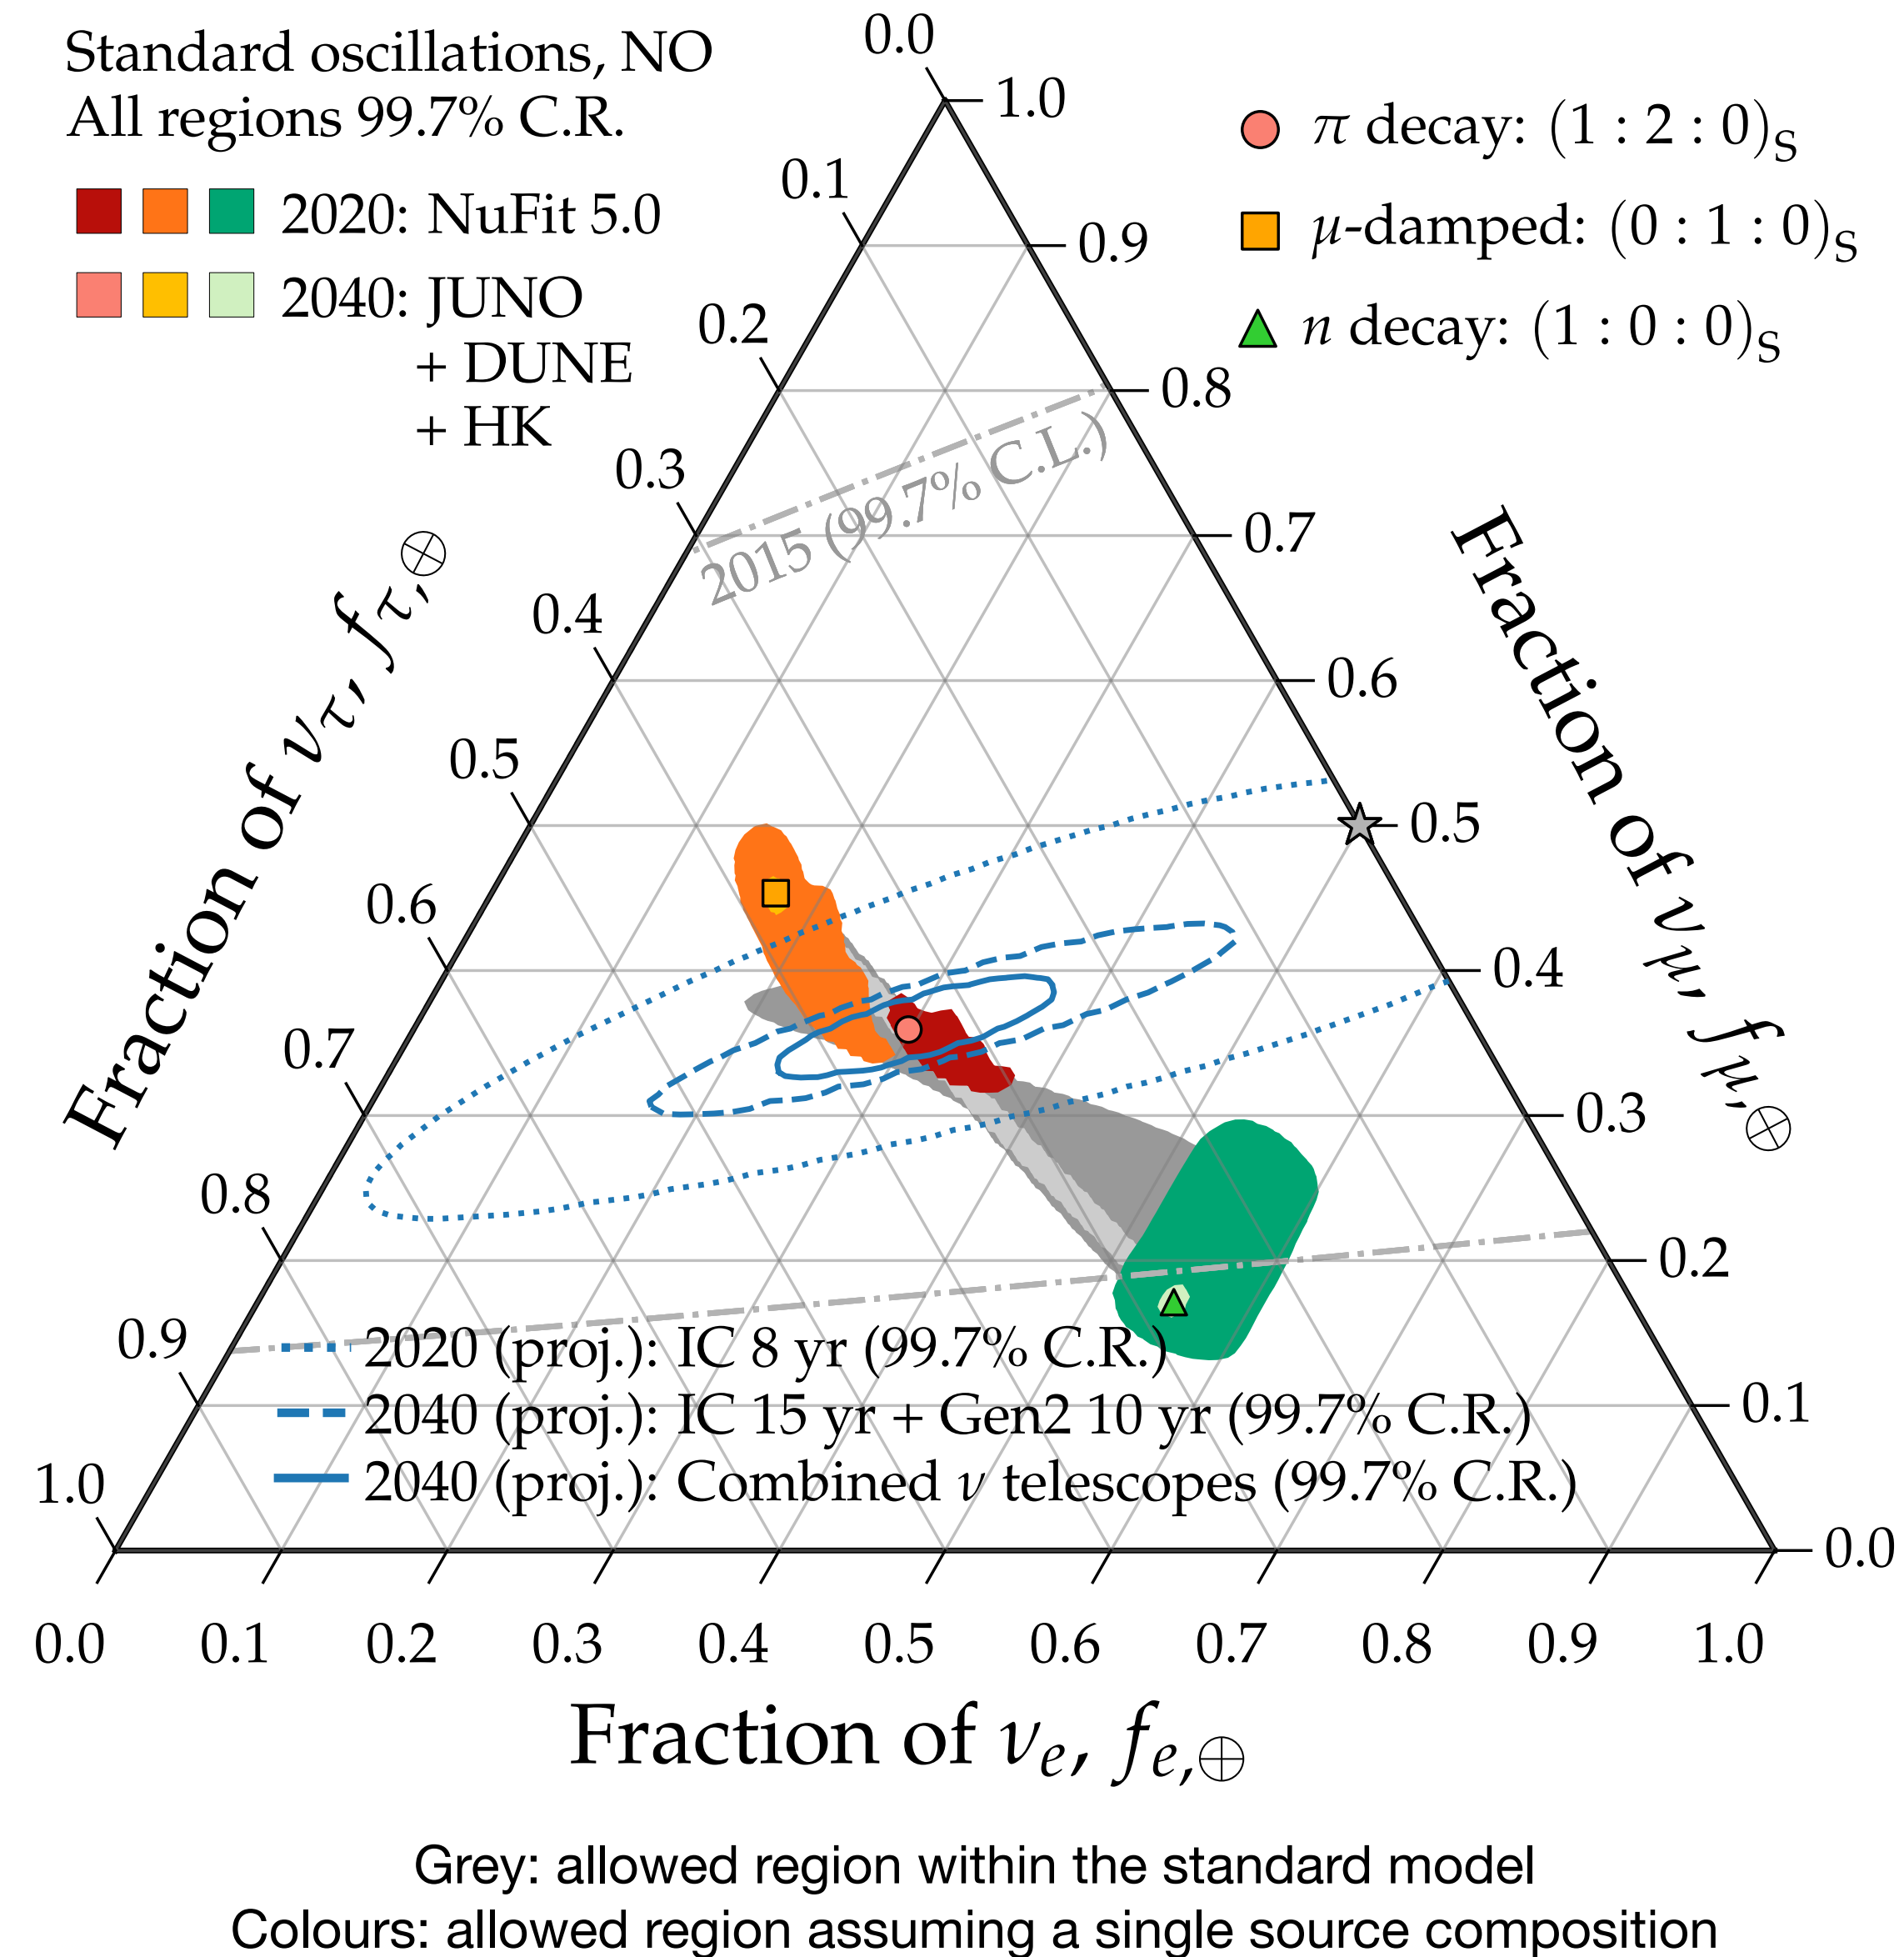 Standard oscillations, NO
All regions 99.7% C.R.
2020: NuFit 5.0
2040: JUNO
+ DUNE
+ HK
π decay: (1 : 2 : 0)S
μ-damped: (0 : 1 : 0)S
n decay: (1 : 0 : 0)S
0.0
0.1
0.2
0.3
0.4
0.5
0.6
0.7
0.8
0.9
1.0
Fraction of ντ, fτ,⊕
1.0
0.9
0.8
0.7
0.6
0.5
0.4
0.3
0.2
0.1
0.0
Fraction of νμ, fμ,⊕
2015 (99.7% C.L.)
2020 (proj.): IC 8 yr (99.7% C.R.)
2040 (proj.): IC 15 yr + Gen2 10 yr (99.7% C.R.)
2040 (proj.): Combined ν telescopes (99.7% C.R.)
0.0 0.1 0.2 0.3 0.4 0.5 0.6 0.7 0.8 0.9 1.0
Fraction of νe, fe,⊕
Grey: allowed region within the standard model
Colours: allowed region assuming a single source composition